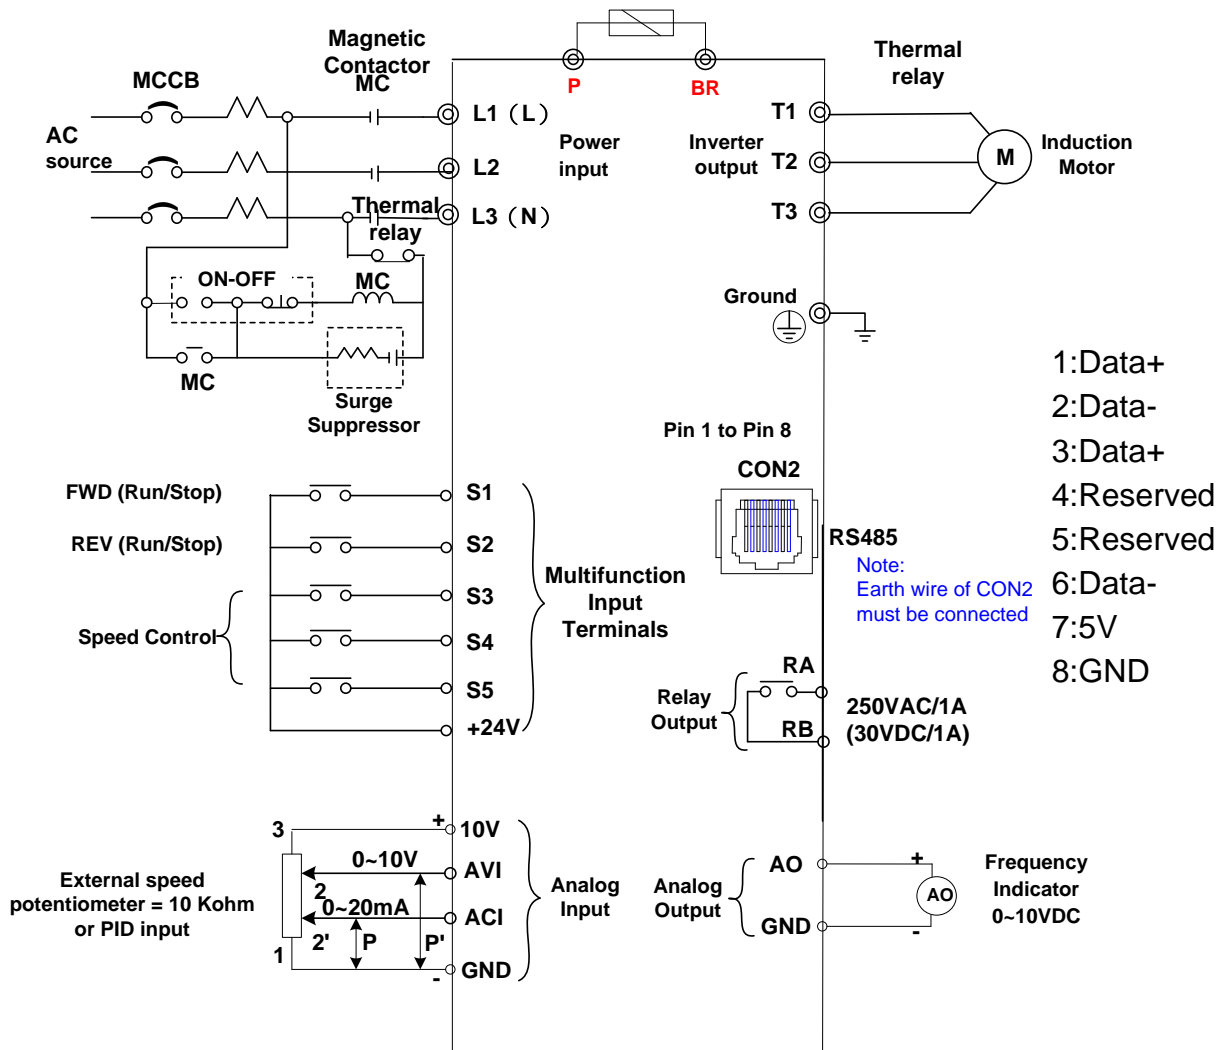 Magnetic
Contactor
MC
MCCB
AC
source
L1 (L)
L2
L3 (N)
P
BR
Power
input
Inverter
output
T1
T2
T3
Thermal
relay
M
Induction
Motor
Thermal
relay
ON-OFF
MC
MC
Surge
Suppressor
Ground
Pin 1 to Pin 8
CON2
RS485
Note:
Earth wire of CON2
must be connected
1:Data+
2:Data-
3:Data+
4:Reserved
5:Reserved
6:Data-
7:5V
8:GND
FWD (Run/Stop)
REV (Run/Stop)
Speed Control
S1
S2
S3
S4
S5
+24V
Multifunction
Input
Terminals
Relay
Output
RA
RB
250VAC/1A
(30VDC/1A)
External speed
potentiometer = 10 Kohm
or PID input
3
2
2'
1
0~10V
0~20mA
P
P'
+
-
10V
AVI
ACI
GND
Analog
Input
Analog
Output
AO
GND
+
AO
-
Frequency
Indicator
0~10VDC